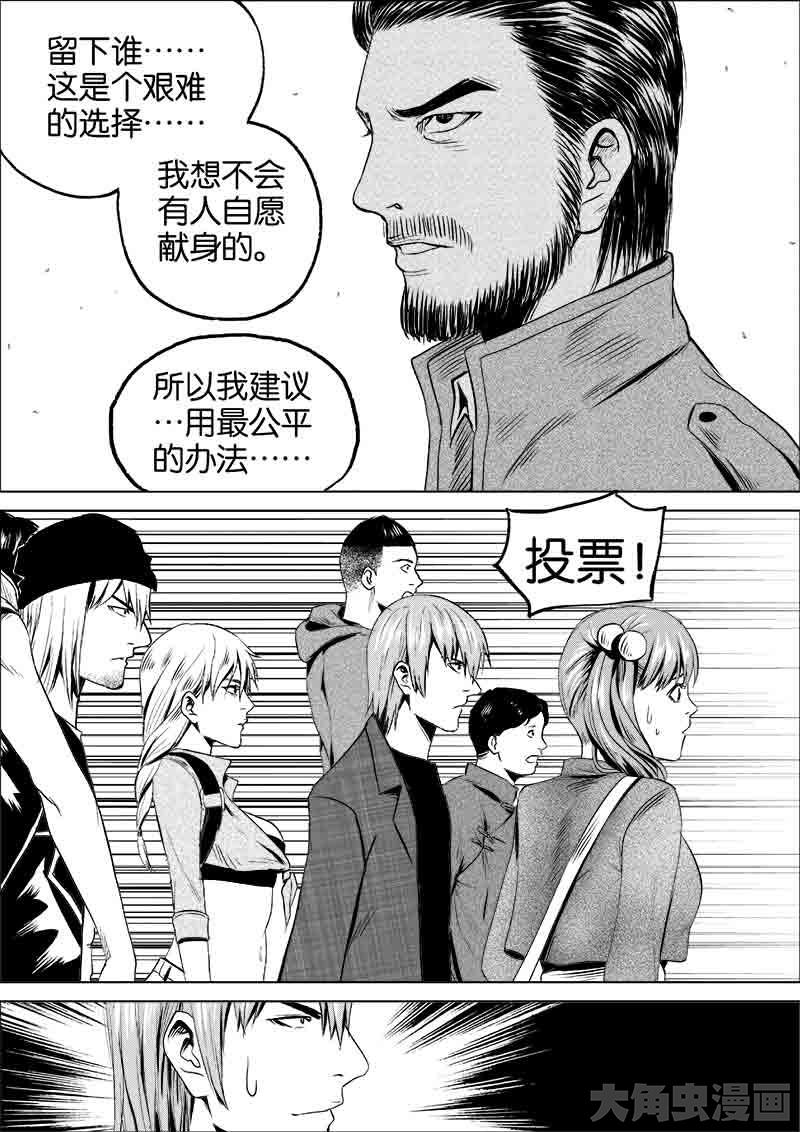 留下谁……
这是个艰难
的选择……
我想不会
有人自愿
献身的。
所以我建议
…用最公平
的办法……
投票！
大角虫漫画